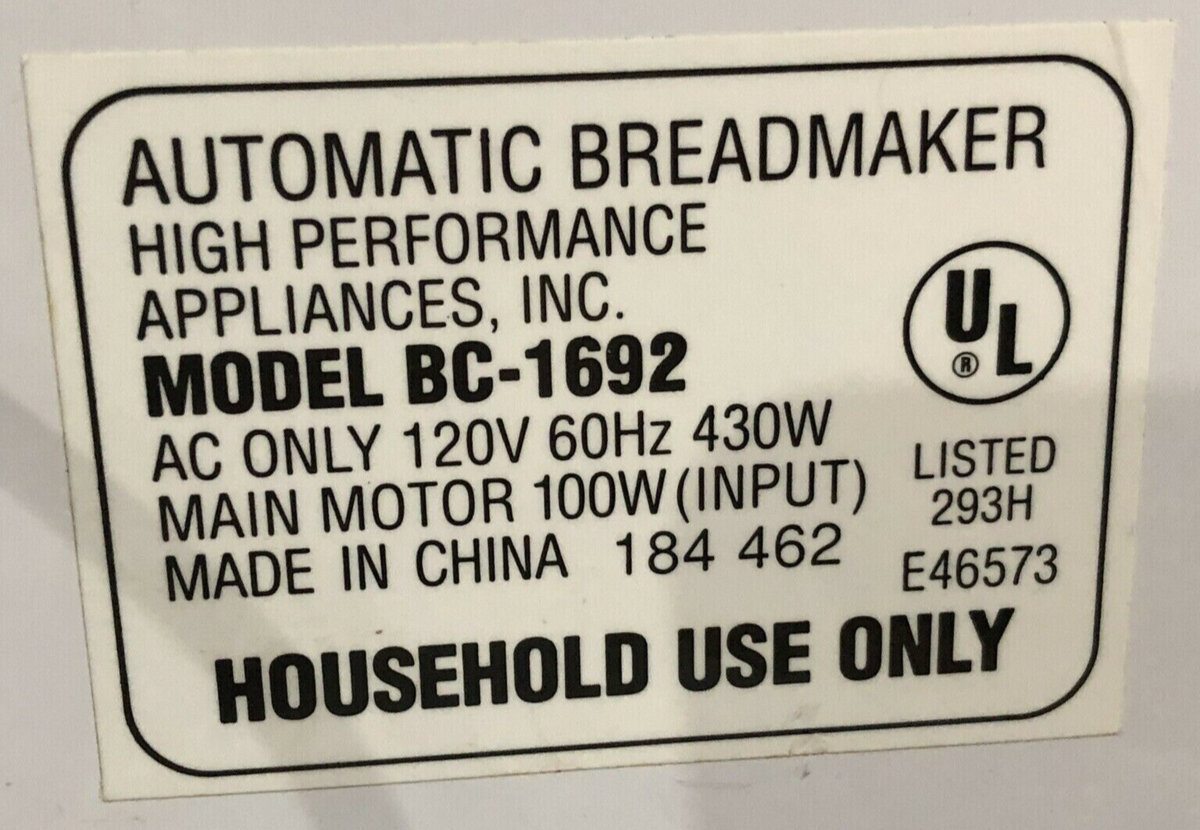 AUTOMATIC BREADMAKER
HIGH PERFORMANCE
APPLIANCES, INC.
MODEL BC-1692
AC ONLY 120V 60Hz 430W
MAIN MOTOR 100W (INPUT)
MADE IN CHINA 184 462
UL
®
LISTED
293H
E46573
HOUSEHOLD USE ONLY